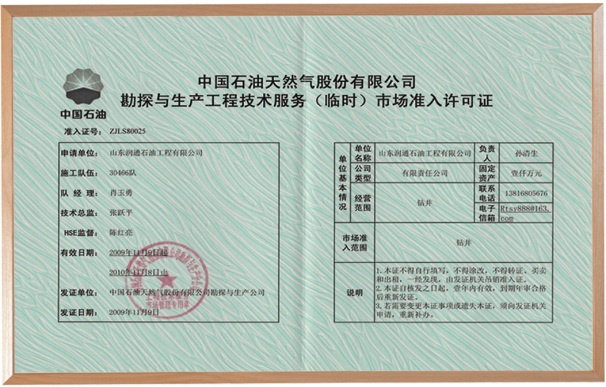 中国石油
中国石油天然气股份有限公司
勘探与生产工程技术服务（临时）市场准入许可证
准入证号：ZJLS80025
申请单位：山东润通石油工程有限公司
施工队伍：30466队
队 经 理：肖玉勇
技术总监：张跃平
HSE监督：陈红亮
有效日期：2009年11月9日起
2010年11月8日止
发证单位：中国石油天然气股份有限公司勘探与生产公司
发证日期：2009年11月9日
单位基本情况
单位名称 山东润通石油工程有限公司 负责人 孙清生
公司类型 有限责任公司 固定资产 壹仟万元
经营范围 钻井 联系电话 13816805676
电子信箱 Rtsy888@163.com
市场准入范围 钻井
说明
1.本证不得自行填写，不得涂改，不得转证、买卖
和出租，一经发现，由发证机关吊销准入证。
2.本证自核发之日起，壹年内有效，到期年审合格
后重新发证。
3.若需要变更本证事项或遗失本证，须向发证机关
申请，重新补办。